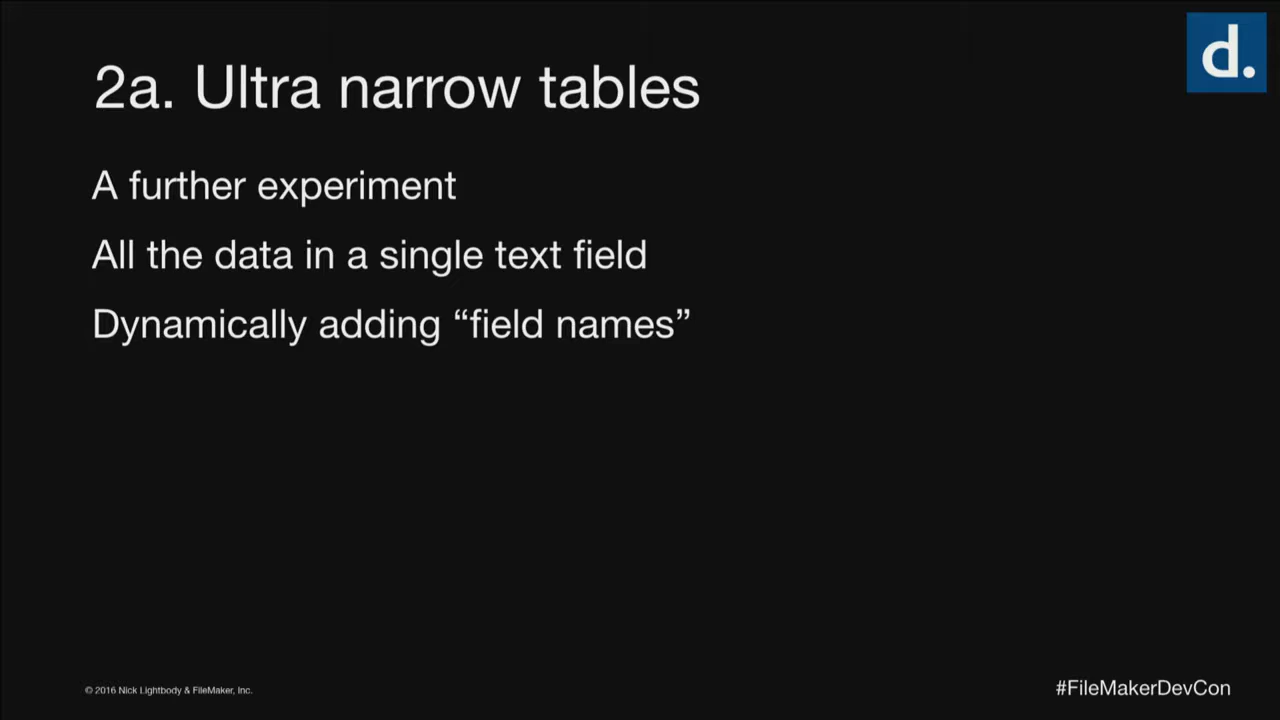 d.
2a. Ultra narrow tables
A further experiment
All the data in a single text field
Dynamically adding “field names”
© 2016 Nick Lightbody & FileMaker, Inc.
#FileMakerDevCon